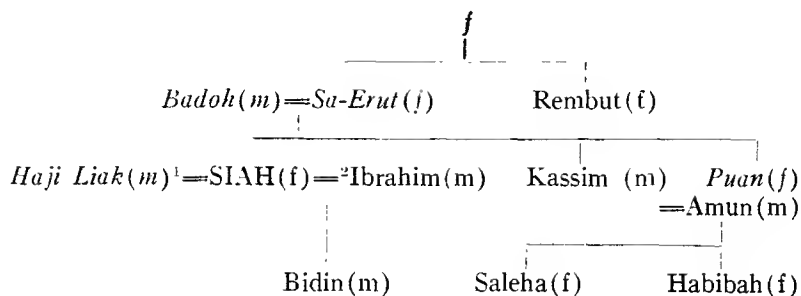 f
Badoh(m)=Sa-Erut(f) Rembut(f)
Haji Liak(m)¹=SIAH(f)=²Ibrahim(m) Kassim (m) Puan(f)
=Amun(m)
Bidin(m) Saleha(f) Habibah(f)